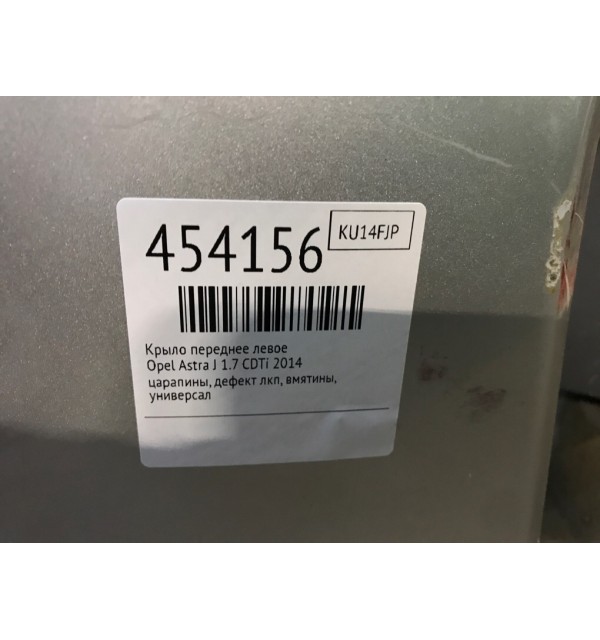 454156
KU14FJP
Крыло переднее левое
Opel Astra J 1.7 CDTi 2014
царапины, дефект лкп, вмятины,
универсал